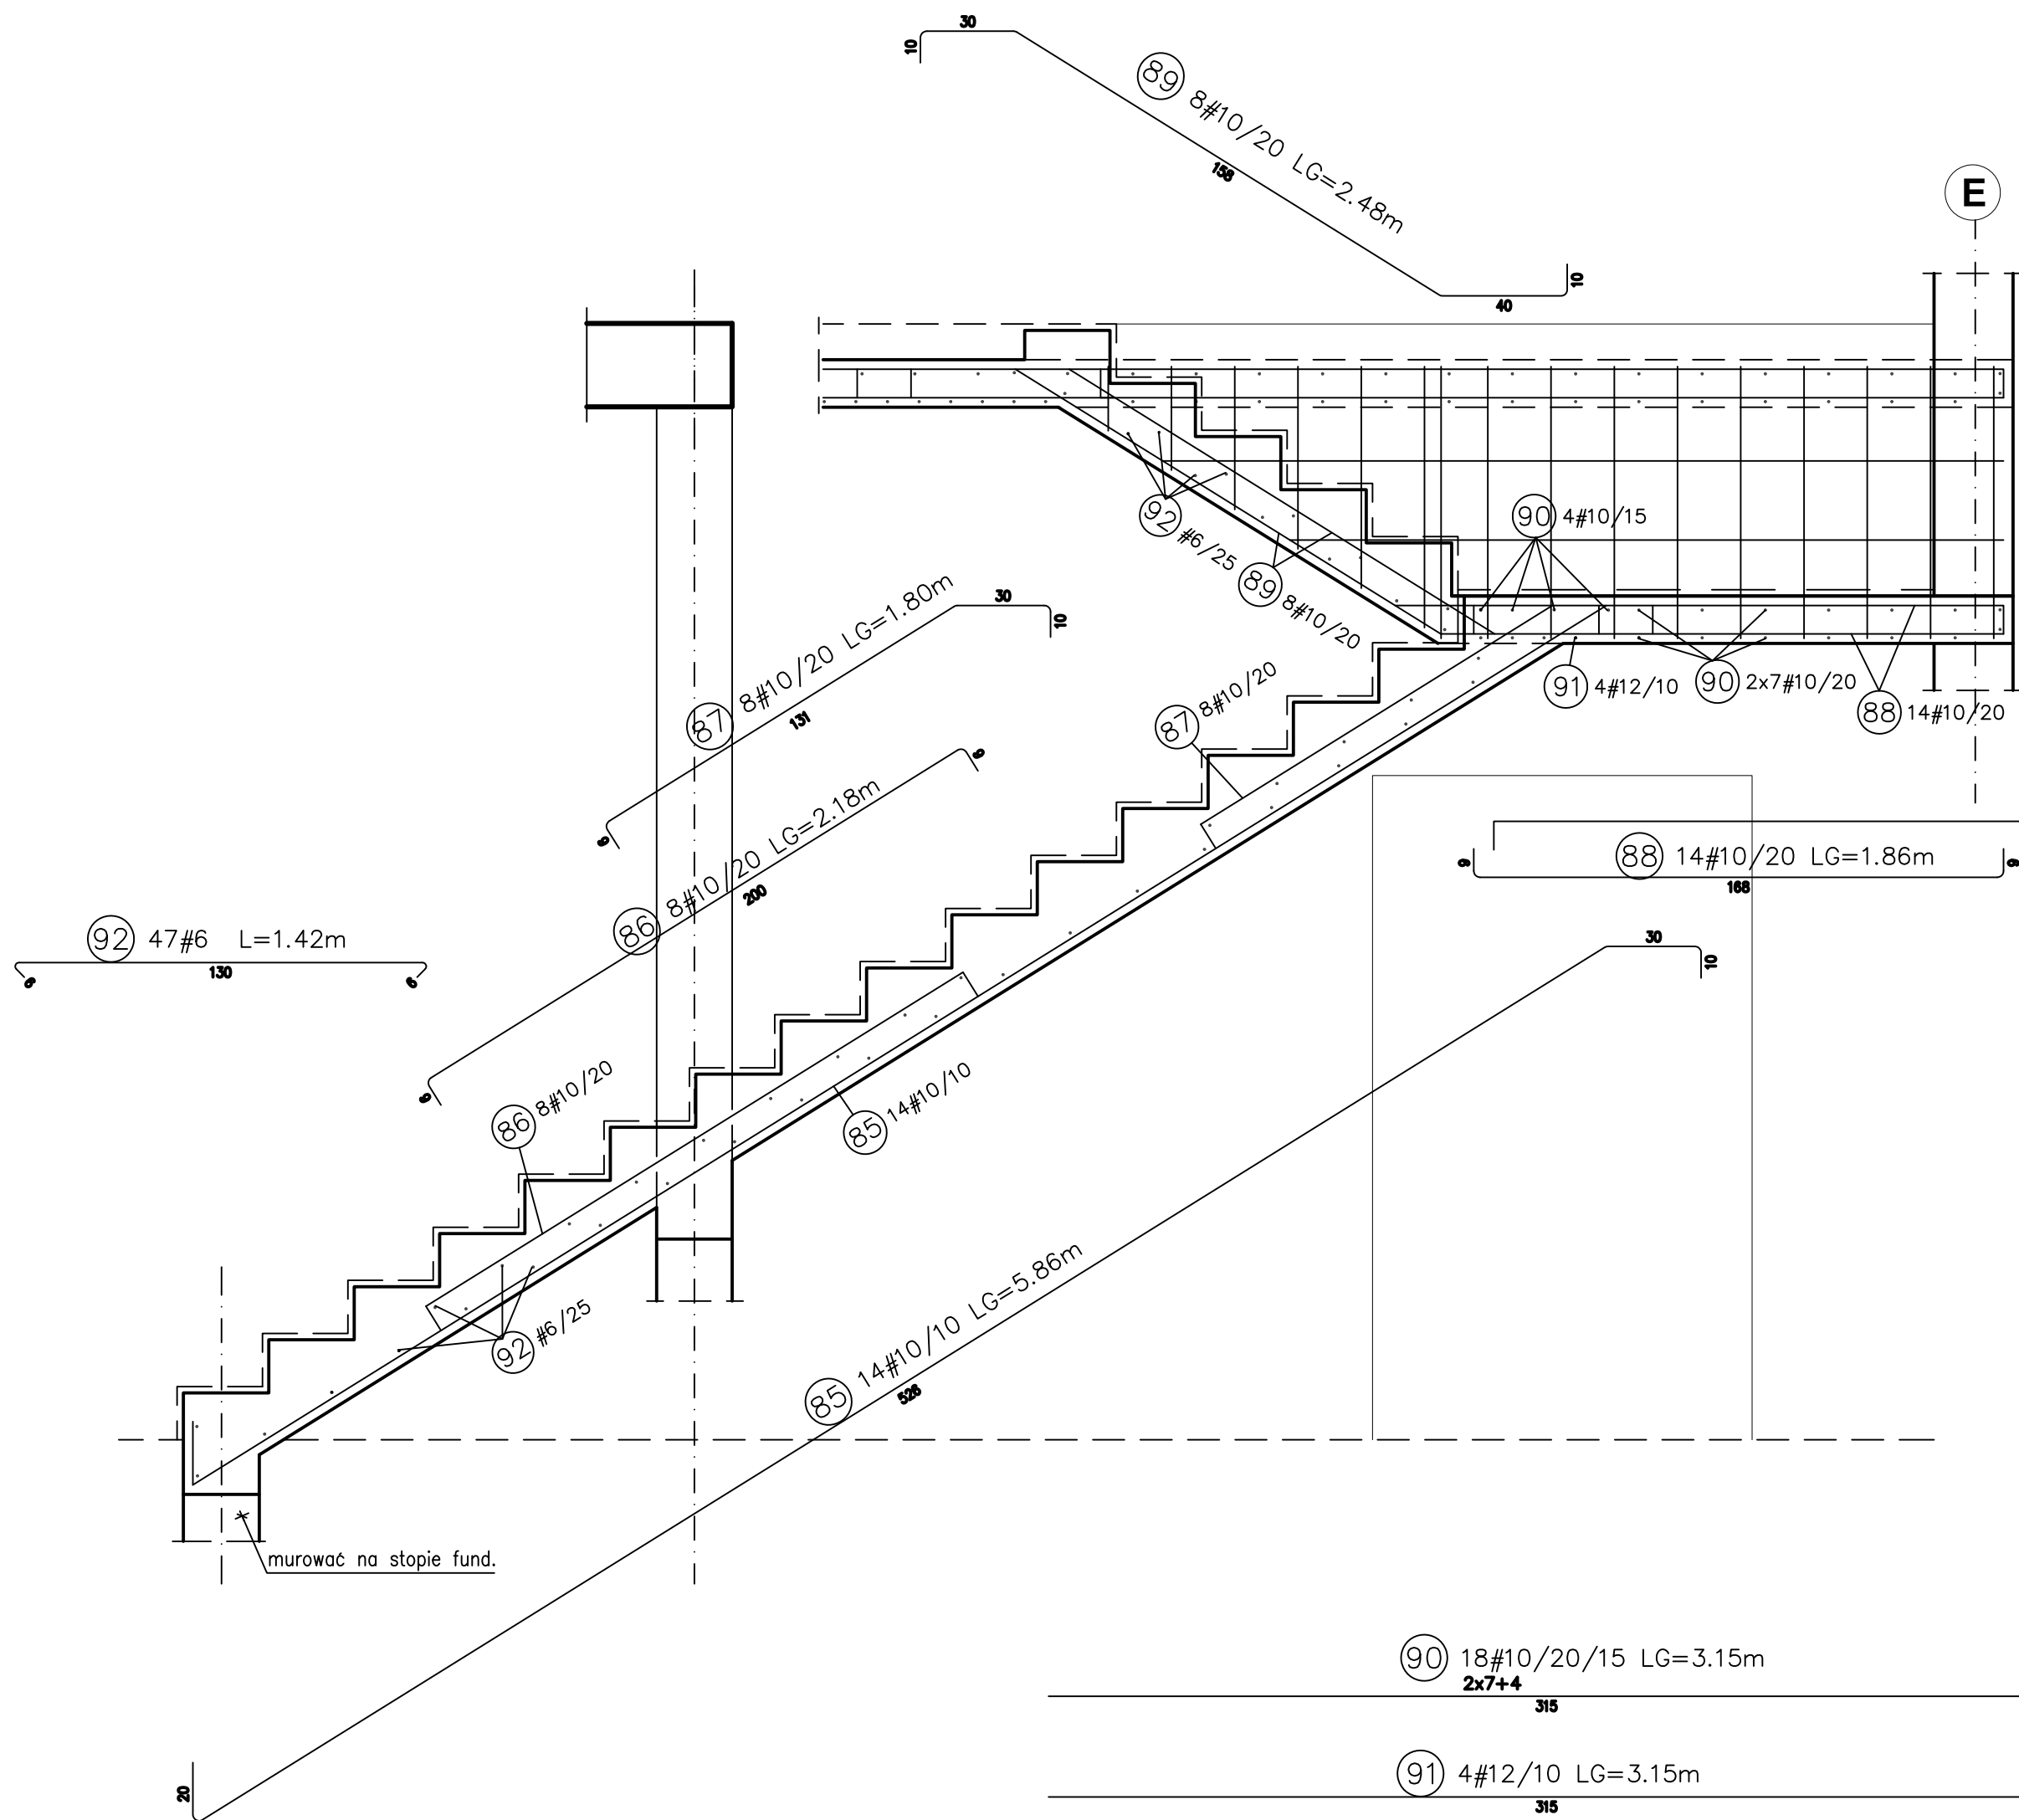 30
10
89 8#10/20 LG=2.48m
158
40
10
E
90 4#10/15
92 #6/25
89 8#10/20
87 8#10/20 LG=1.80m
131
30
10
9
87 8#10/20
91 4#12/10
90 2x7#10/20
88 14#10/20
86 8#10/20 LG=2.18m
200
9
9
88 14#10/20 LG=1.86m
9
168
9
92 47#6 L=1.42m
6
130
6
30
10
86 8#10/20
85 14#10/10
92 #6/25
85 14#10/10 LG=5.86m
526
20
murować na stopie fund.
90 18#10/20/15 LG=3.15m
2x7+4
315
91 4#12/10 LG=3.15m
315